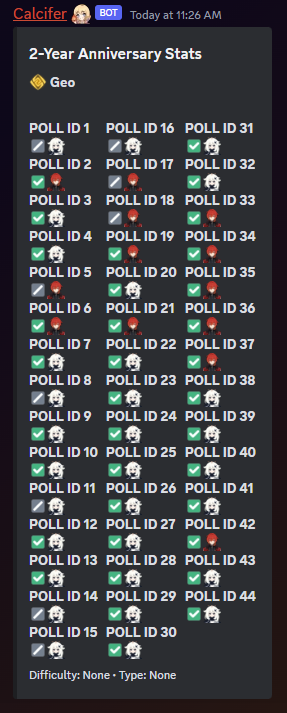 Calcifer BOT Today at 11:26 AM
2-Year Anniversary Stats
Geo
POLL ID 1 POLL ID 16 POLL ID 31
POLL ID 2 POLL ID 17 POLL ID 32
POLL ID 3 POLL ID 18 POLL ID 33
POLL ID 4 POLL ID 19 POLL ID 34
POLL ID 5 POLL ID 20 POLL ID 35
POLL ID 6 POLL ID 21 POLL ID 36
POLL ID 7 POLL ID 22 POLL ID 37
POLL ID 8 POLL ID 23 POLL ID 38
POLL ID 9 POLL ID 24 POLL ID 39
POLL ID 10 POLL ID 25 POLL ID 40
POLL ID 11 POLL ID 26 POLL ID 41
POLL ID 12 POLL ID 27 POLL ID 42
POLL ID 13 POLL ID 28 POLL ID 43
POLL ID 14 POLL ID 29 POLL ID 44
POLL ID 15 POLL ID 30
Difficulty: None • Type: None